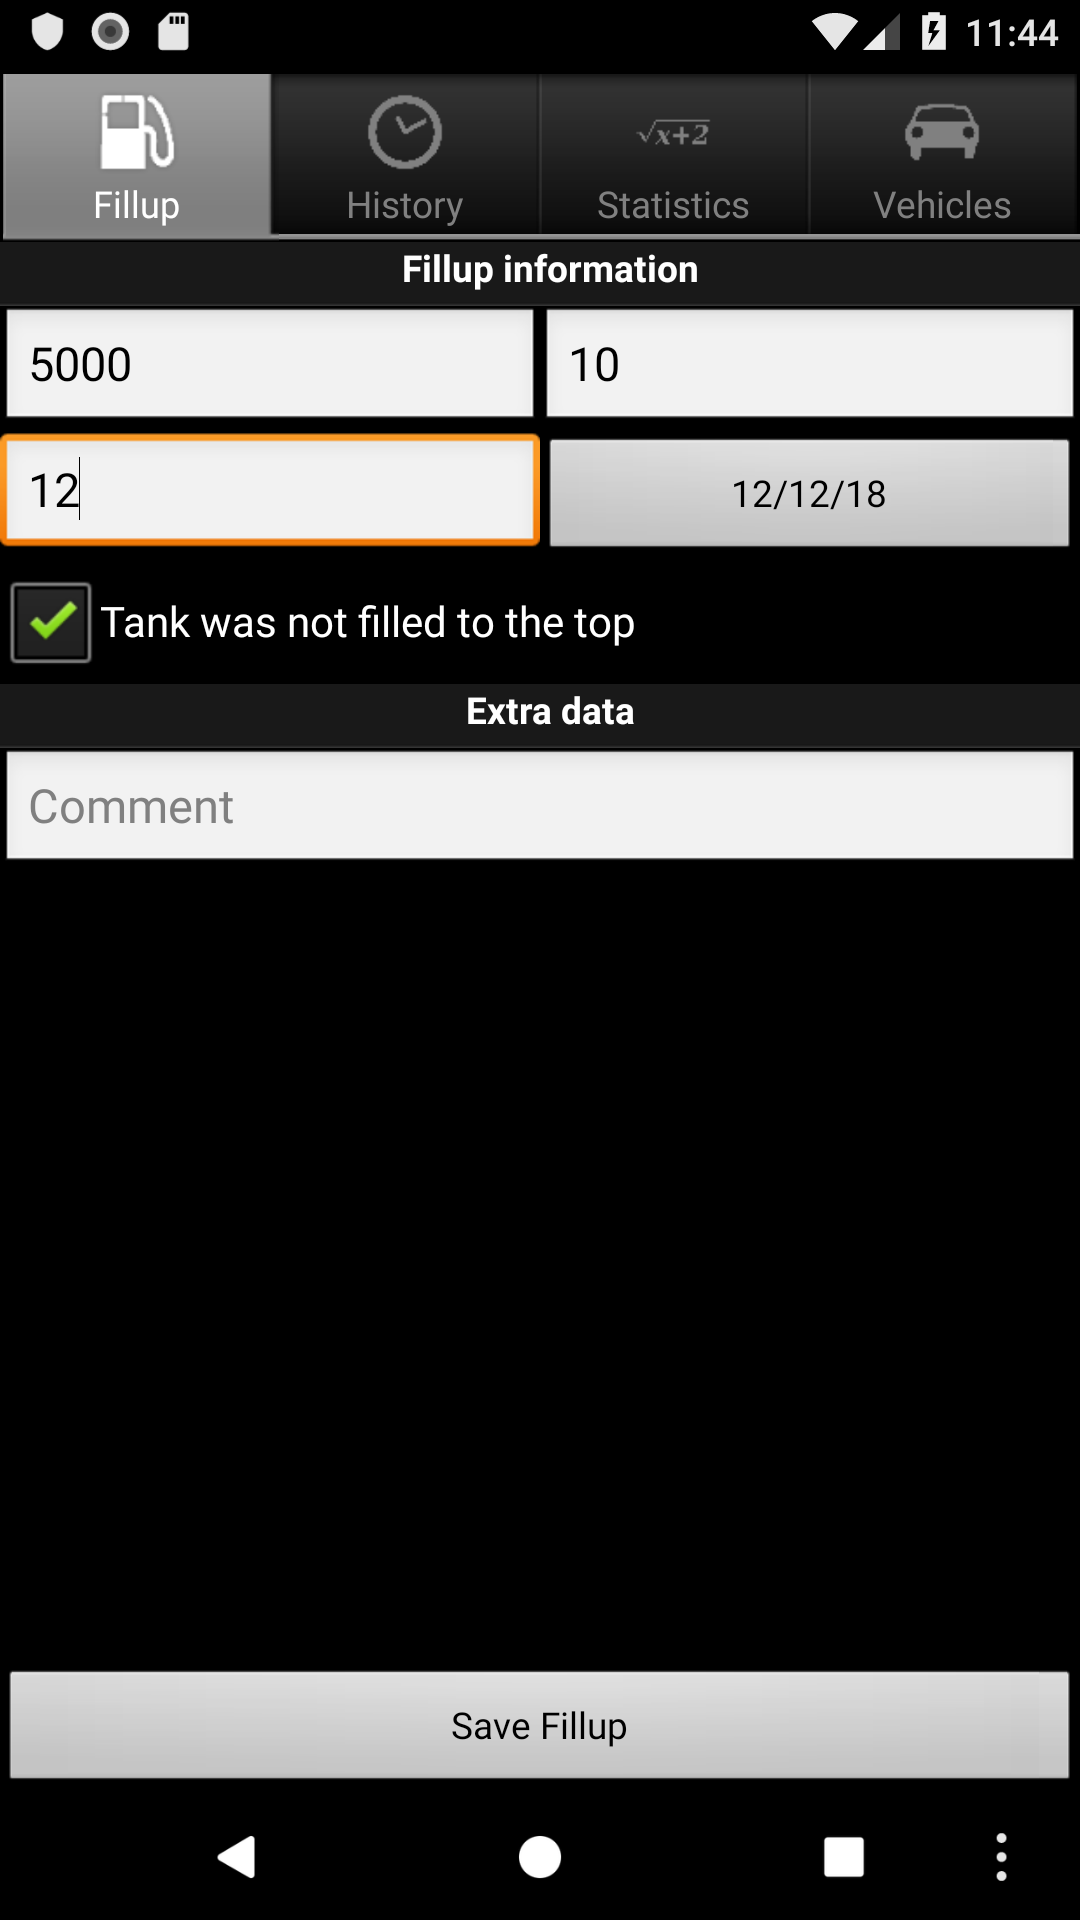 11:44
Fillup History √x+2 Statistics Vehicles
Fillup information
5000 10
12 12/12/18
Tank was not filled to the top
Extra data
Comment
Save Fillup